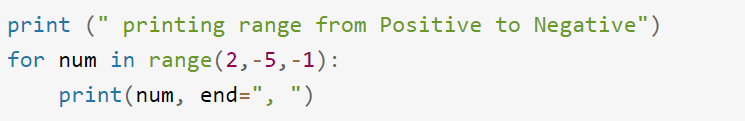 print (" printing range from Positive to Negative")
for num in range(2,-5,-1):
    print(num, end=", ")